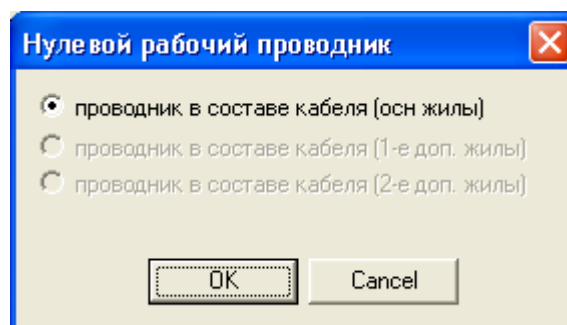 Нулевой рабочий проводник
проводник в составе кабеля (осн жилы)
проводник в составе кабеля (1-е доп. жилы)
проводник в составе кабеля (2-е доп. жилы)
OK
Cancel